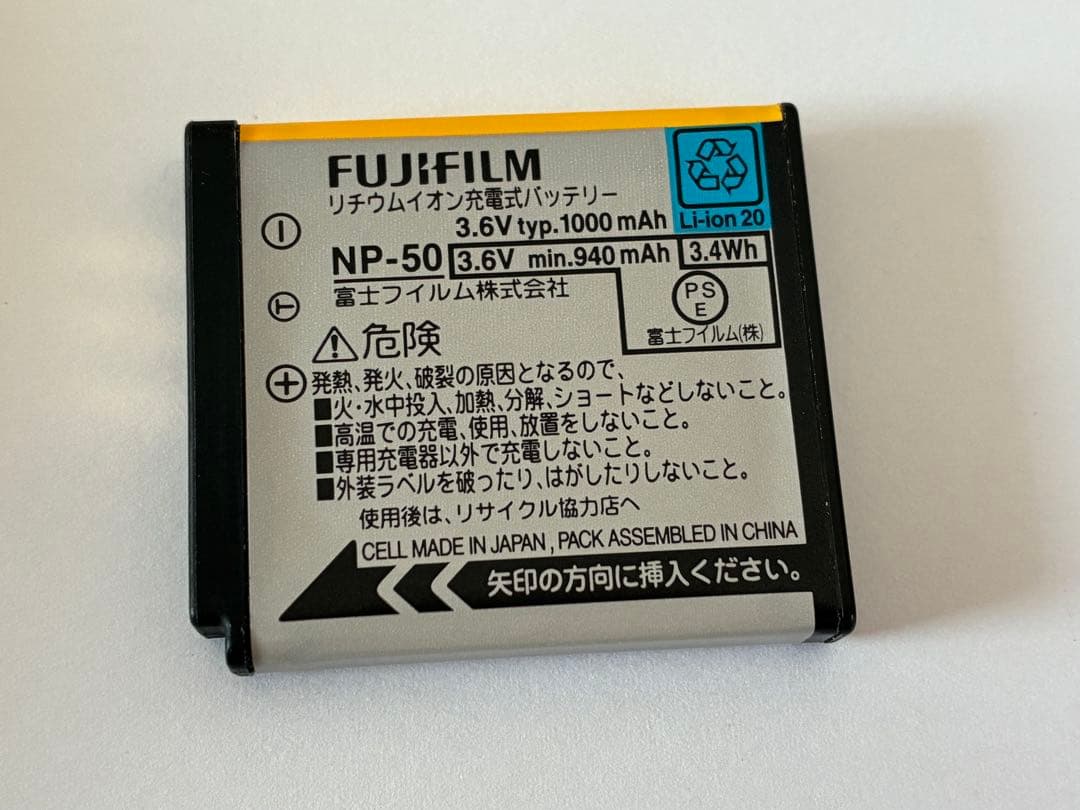 FUJIFILM
リチウムイオン充電式バッテリー
3.6V typ.1000 mAh
Li-ion 20
NP-50
3.6V min.940 mAh
3.4Wh
富士フイルム株式会社
PS
E
富士フイルム(株)
T
危険
発熱、発火、破裂の原因となるので、
■火・水中投入、加熱、分解、ショートなどしないこと。
■高温での充電、使用、放置をしないこと。
■専用充電器以外で充電しないこと。
■外装ラベルを破ったり、はがしたりしないこと。
使用後は、リサイクル協力店へ
CELL MADE IN JAPAN , PACK ASSEMBLED IN CHINA
矢印の方向に挿入ください。